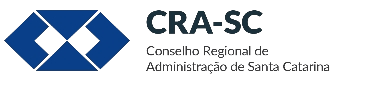 CRA-SC
Conselho Regional de
Administração de Santa Catarina